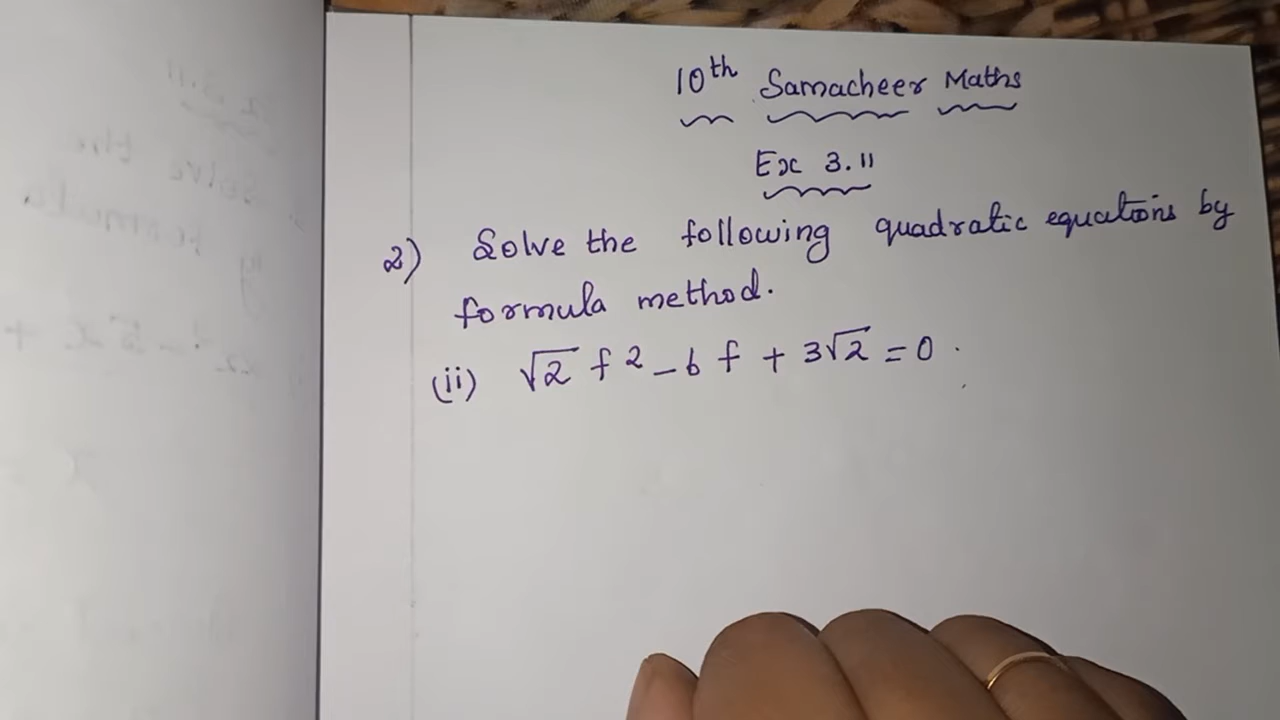 10th Samacheer Maths
Ex 3.11
2) Solve the following quadratic equations by
formula method.
(ii) √2 f² - 6 f + 3√2 = 0.